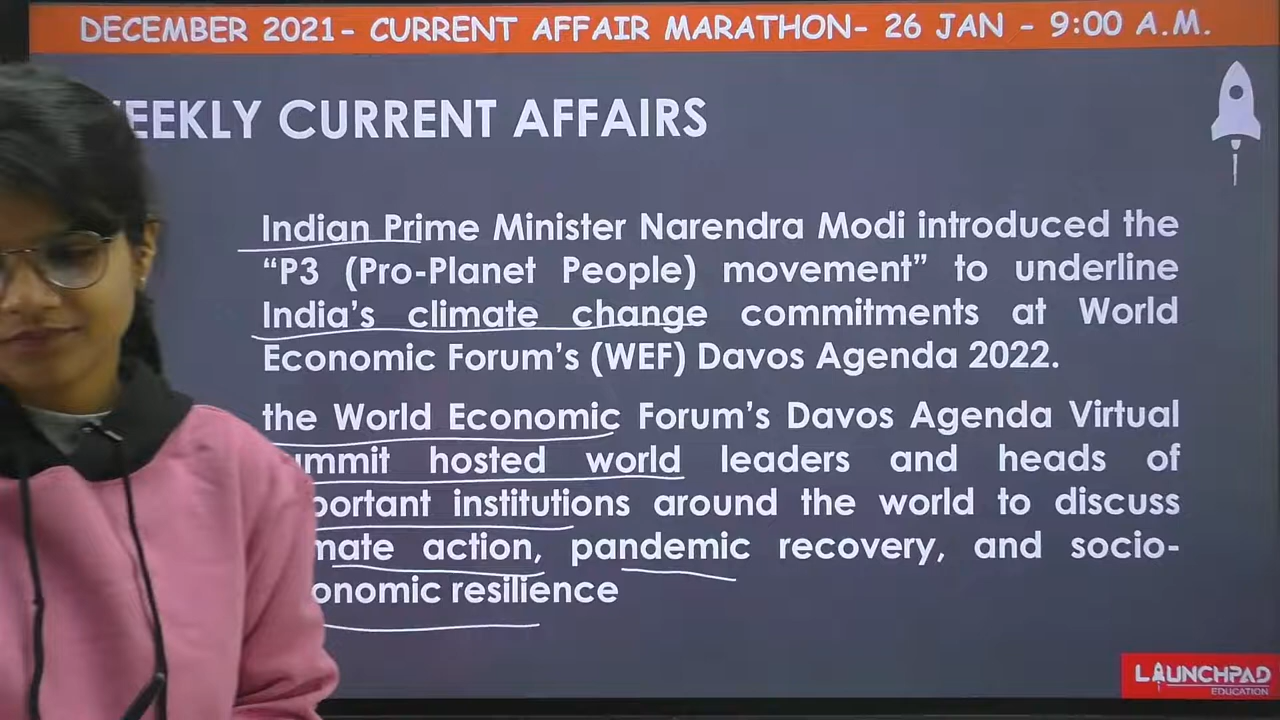 DECEMBER 2021- CURRENT AFFAIR MARATHON- 26 JAN - 9:00 A.M.
EEKLY CURRENT AFFAIRS
Indian Prime Minister Narendra Modi introduced the
“P3 (Pro-Planet People) movement” to underline
India’s climate change commitments at World
Economic Forum’s (WEF) Davos Agenda 2022.
the World Economic Forum’s Davos Agenda Virtual
ummit hosted world leaders and heads of
portant institutions around the world to discuss
mate action, pandemic recovery, and socio-
onomic resilience
LAUNCHPAD
EDUCATION